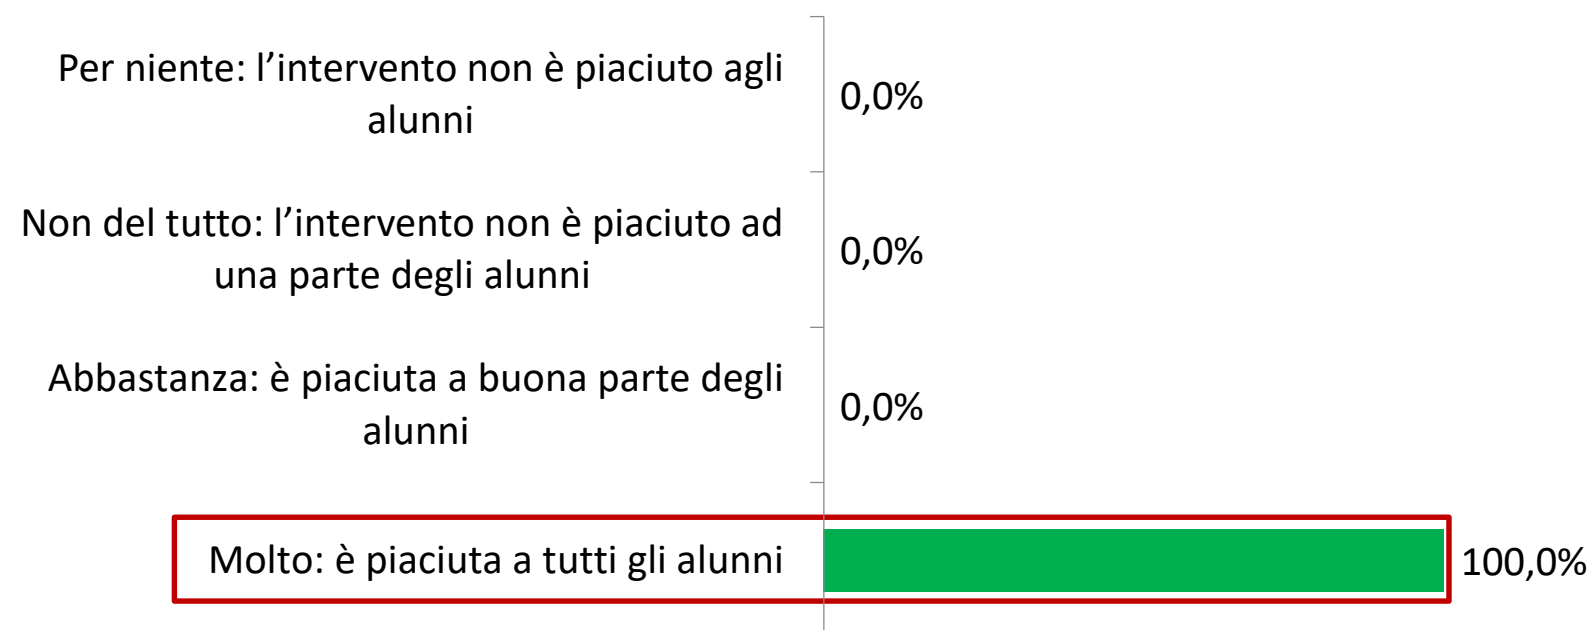 Per niente: l’intervento non è piaciuto agli
alunni
0,0%
Non del tutto: l’intervento non è piaciuto ad
una parte degli alunni
0,0%
Abbastanza: è piaciuta a buona parte degli
alunni
0,0%
Molto: è piaciuta a tutti gli alunni
100,0%